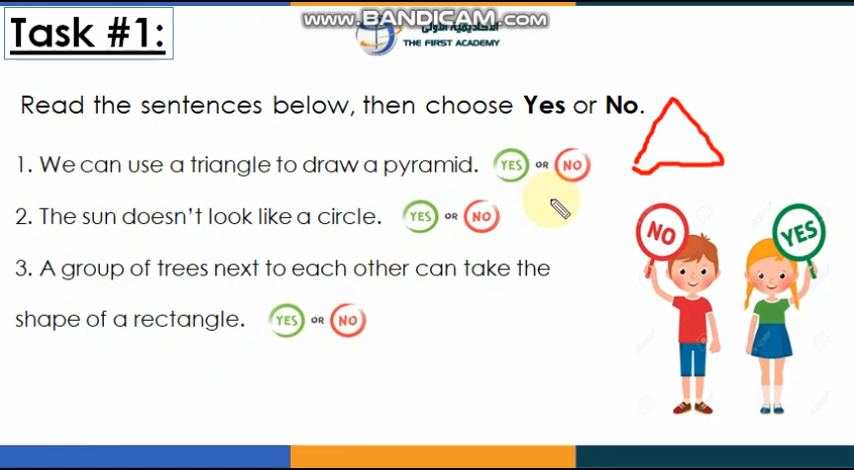 WWW.BANDICAM.COM
Task #1:
الأكاديمية الأولى
THE FIRST ACADEMY
Read the sentences below, then choose Yes or No.
1. We can use a triangle to draw a pyramid. YES OR NO
2. The sun doesn't look like a circle. YES OR NO
3. A group of trees next to each other can take the
shape of a rectangle. YES OR NO
NO
YES